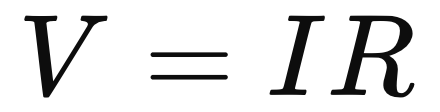 V = IR